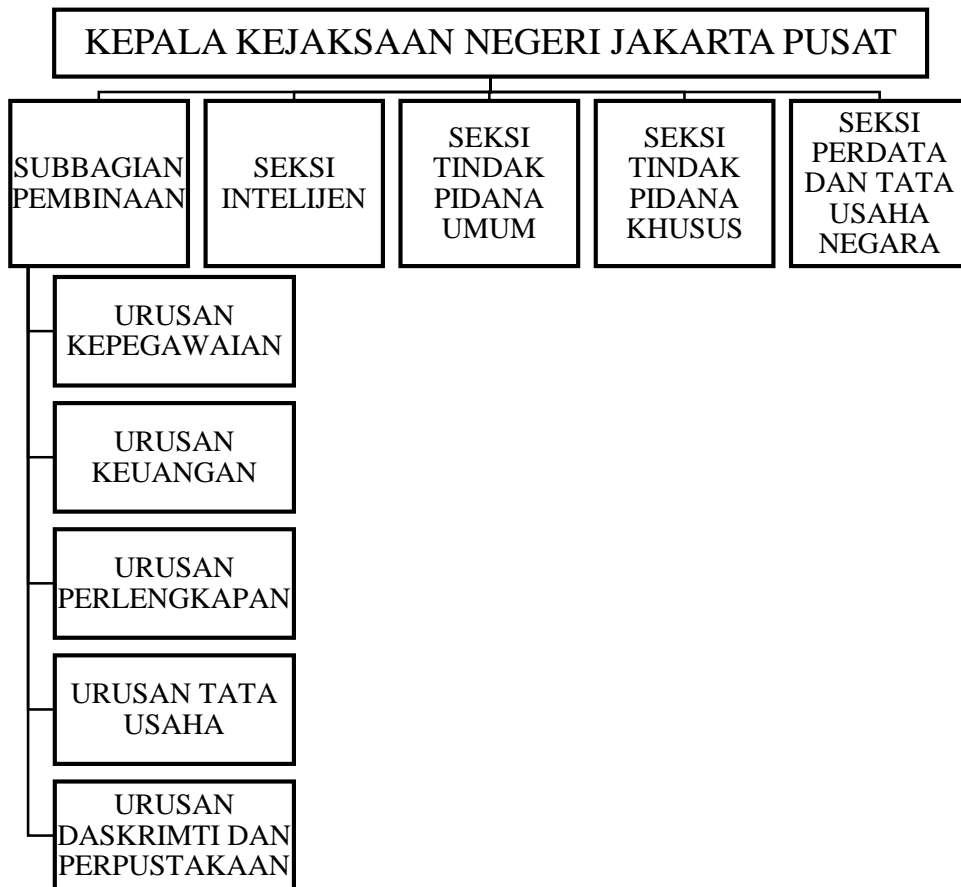 KEPALA KEJAKSAAN NEGERI JAKARTA PUSAT
SUBBAGIAN
PEMBINAAN
SEKSI
INTELIJEN
SEKSI
TINDAK
PIDANA
UMUM
SEKSI
TINDAK
PIDANA
KHUSUS
SEKSI
PERDATA
DAN TATA
USAHA
NEGARA
URUSAN
KEPEGAWAIAN
URUSAN
KEUANGAN
URUSAN
PERLENGKAPAN
URUSAN TATA
USAHA
URUSAN
DASKRIMTI DAN
PERPUSTAKAAN